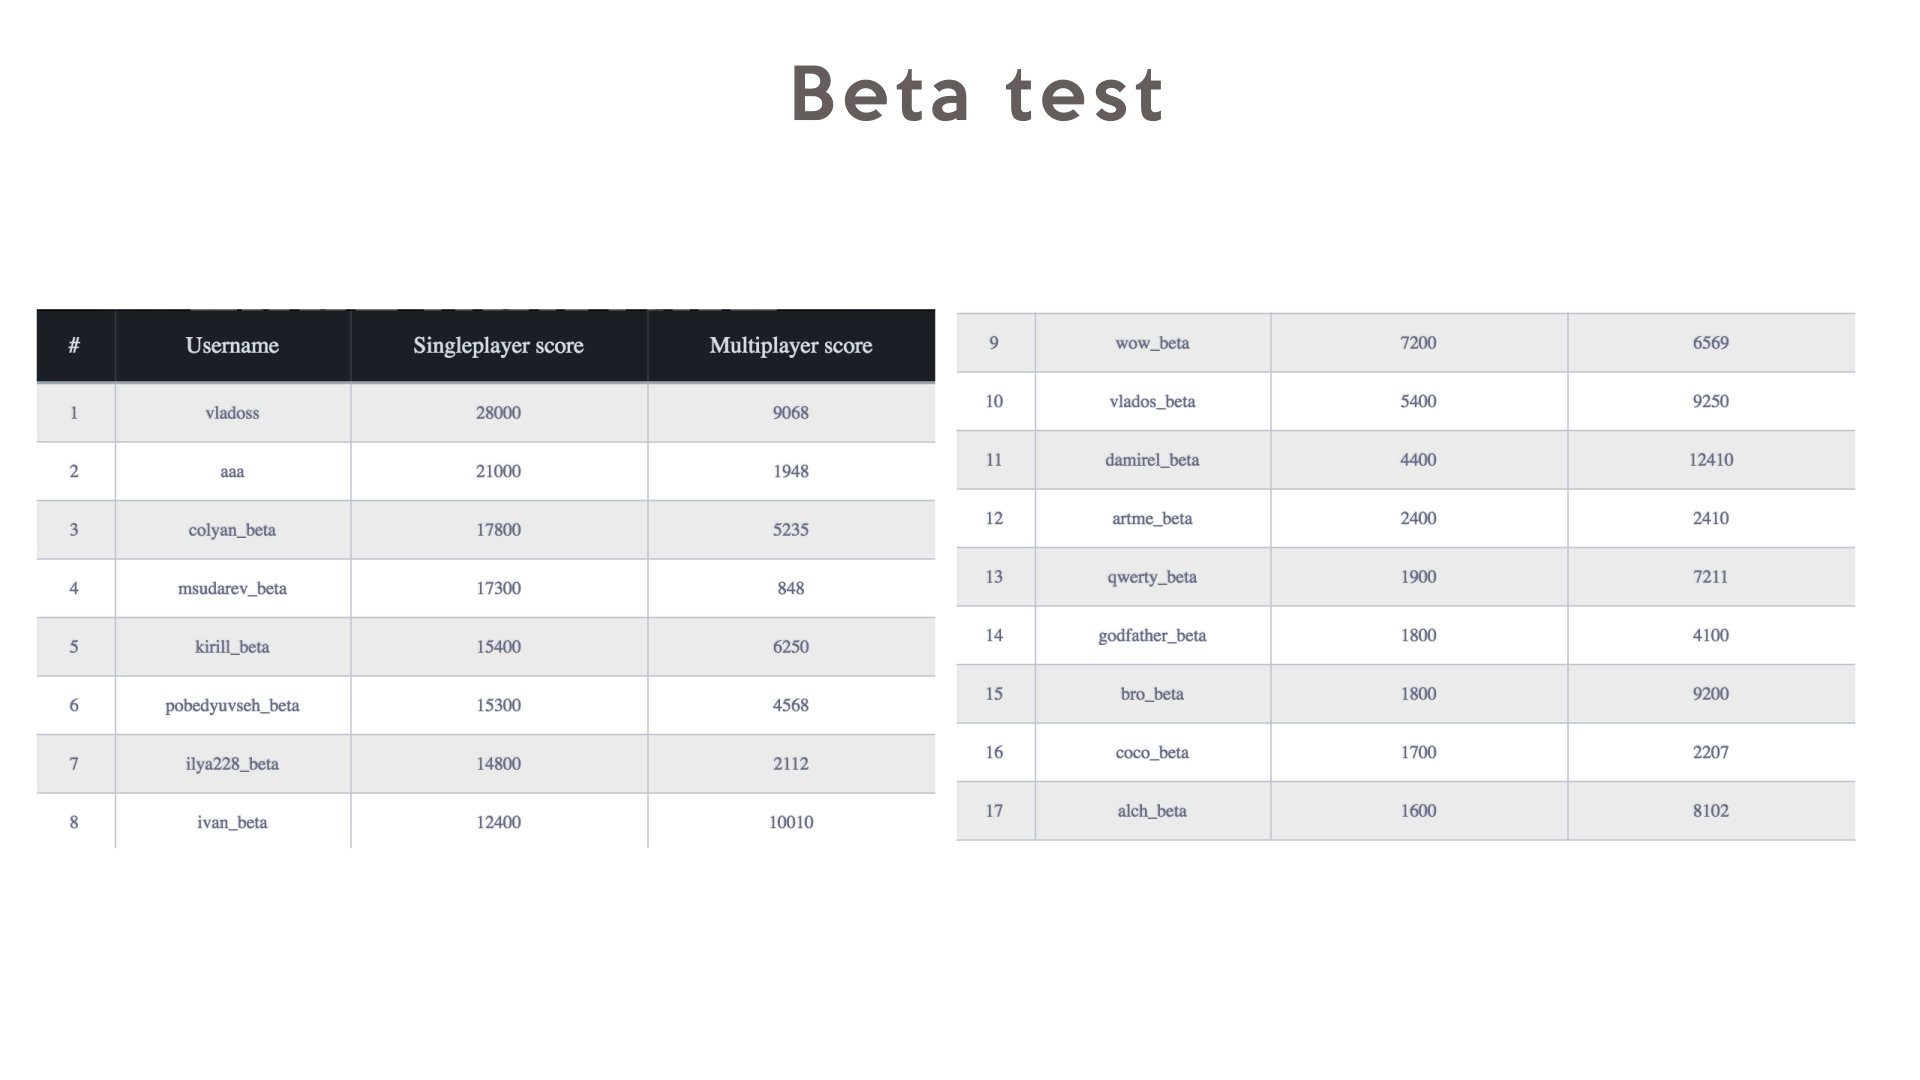 Beta test
# Username Singleplayer score Multiplayer score
1 vladoss 28000 9068
2 aaa 21000 1948
3 colyan_beta 17800 5235
4 msudarev_beta 17300 848
5 kirill_beta 15400 6250
6 pobedyuvseh_beta 15300 4568
7 ilya228_beta 14800 2112
8 ivan_beta 12400 10010
9 wow_beta 7200 6569
10 vlados_beta 5400 9250
11 damirel_beta 4400 12410
12 artme_beta 2400 2410
13 qwerty_beta 1900 7211
14 godfather_beta 1800 4100
15 bro_beta 1800 9200
16 coco_beta 1700 2207
17 alch_beta 1600 8102